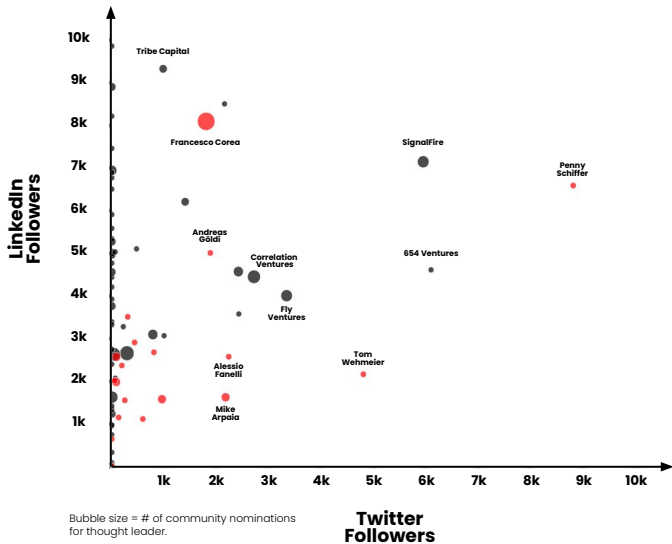 10k
Tribe Capital
9k
8k
Francesco Corea
SignalFire
7k
Penny
Schiffer
6k
LinkedIn
Followers
Andreas
Göldi
5k
Correlation
Ventures
654 Ventures
4k
Fly
Ventures
3k
Alessio
Fanelli
Tom
Wehmeier
2k
Mike
Arpaia
1k
1k 2k 3k 4k 5k 6k 7k 8k 9k 10k
Bubble size = # of community nominations
for thought leader.
Twitter
Followers